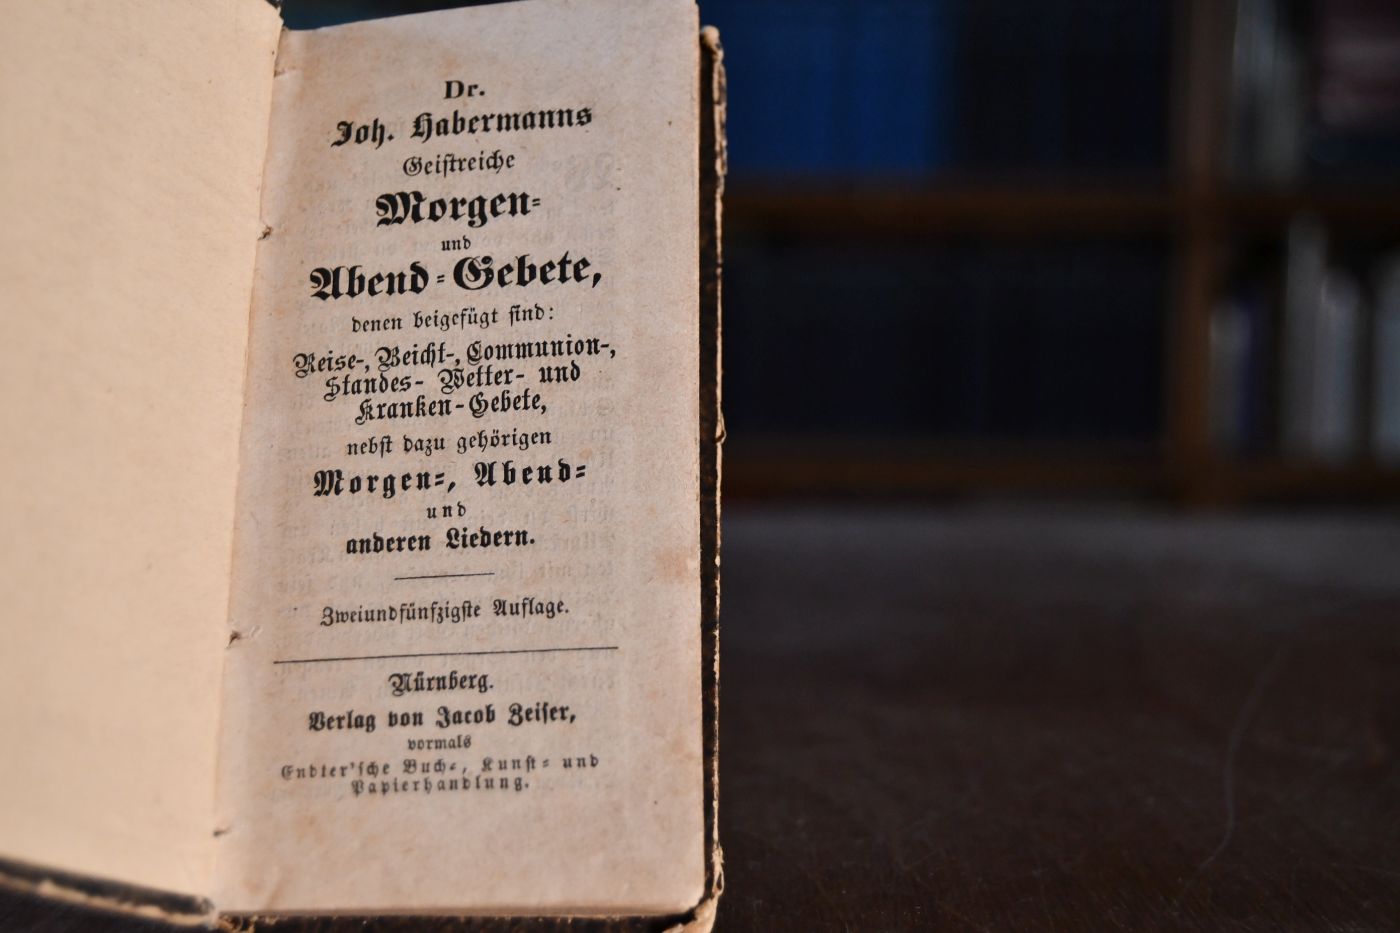 Dr.
Joh. Habermanns
Geiſtreiche
Morgen-
und
Abend-Gebete,
denen beigefügt ſind:
Reise-, Beicht-, Communion-,
Standes- Wetter- und
Kranken-Gebete,
nebſt dazu gehörigen
Morgen-, Abend-
und
anderen Liedern.
Zweiundfünfzigſte Auflage.
Nürnberg.
Verlag von Jacob Zeiſer,
vormals
Endter'ſche Buch-, Kunſt- und
Papierhandlung.